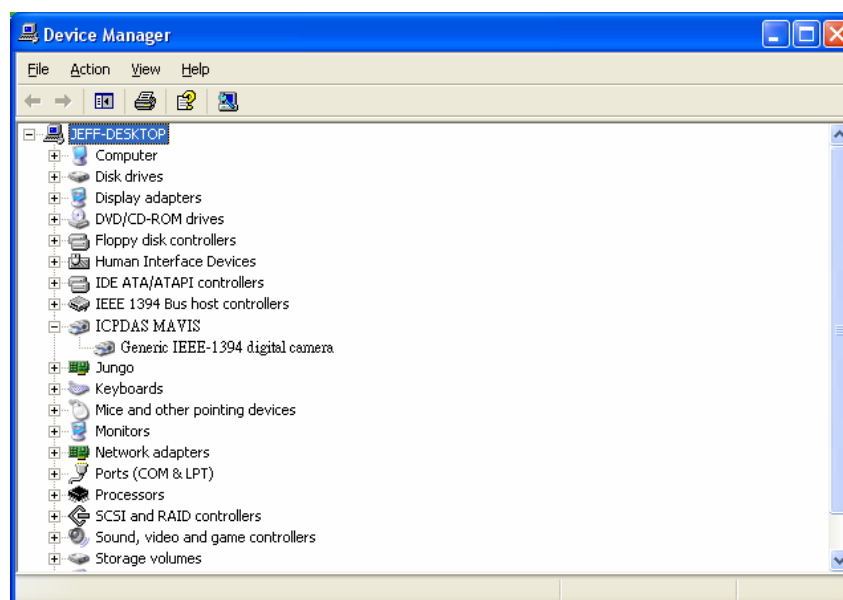 Device Manager
File Action View Help
JEFF-DESKTOP
Computer
Disk drives
Display adapters
DVD/CD-ROM drives
Floppy disk controllers
Human Interface Devices
IDE ATA/ATAPI controllers
IEEE 1394 Bus host controllers
ICPDAS MAVIS
Generic IEEE-1394 digital camera
Jungo
Keyboards
Mice and other pointing devices
Monitors
Network adapters
Ports (COM & LPT)
Processors
SCSI and RAID controllers
Sound, video and game controllers
Storage volumes